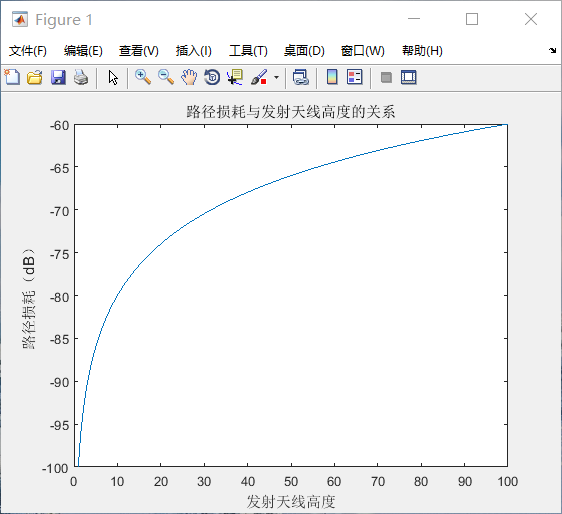 Figure 1
文件(F) 编辑(E) 查看(V) 插入(I) 工具(T) 桌面(D) 窗口(W) 帮助(H)
路径损耗与发射天线高度的关系
-60
-65
-70
-75
-80
-85
-90
-95
-100
路径损耗（dB）
0 10 20 30 40 50 60 70 80 90 100
发射天线高度